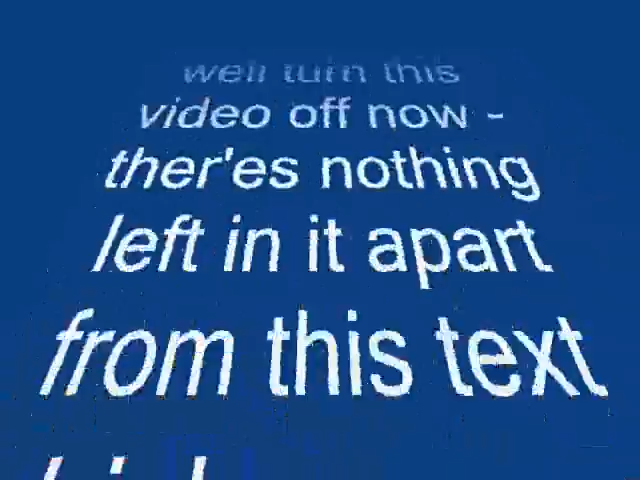 well turn this
video off now -
ther'es nothing
left in it apart
from this text